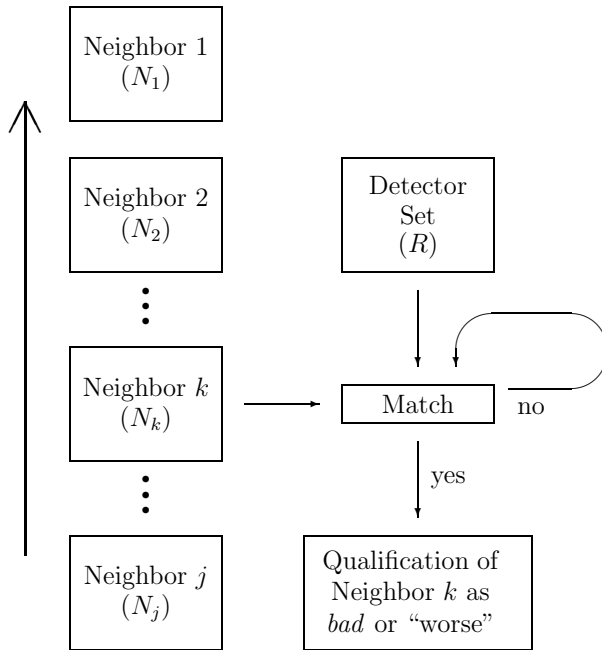 Neighbor 1
(N₁)
Neighbor 2
(N₂)
Detector
Set
(R)
Neighbor k
(Nₖ)
Match
no
yes
Neighbor j
(Nⱼ)
Qualification of
Neighbor k as
bad or “worse”